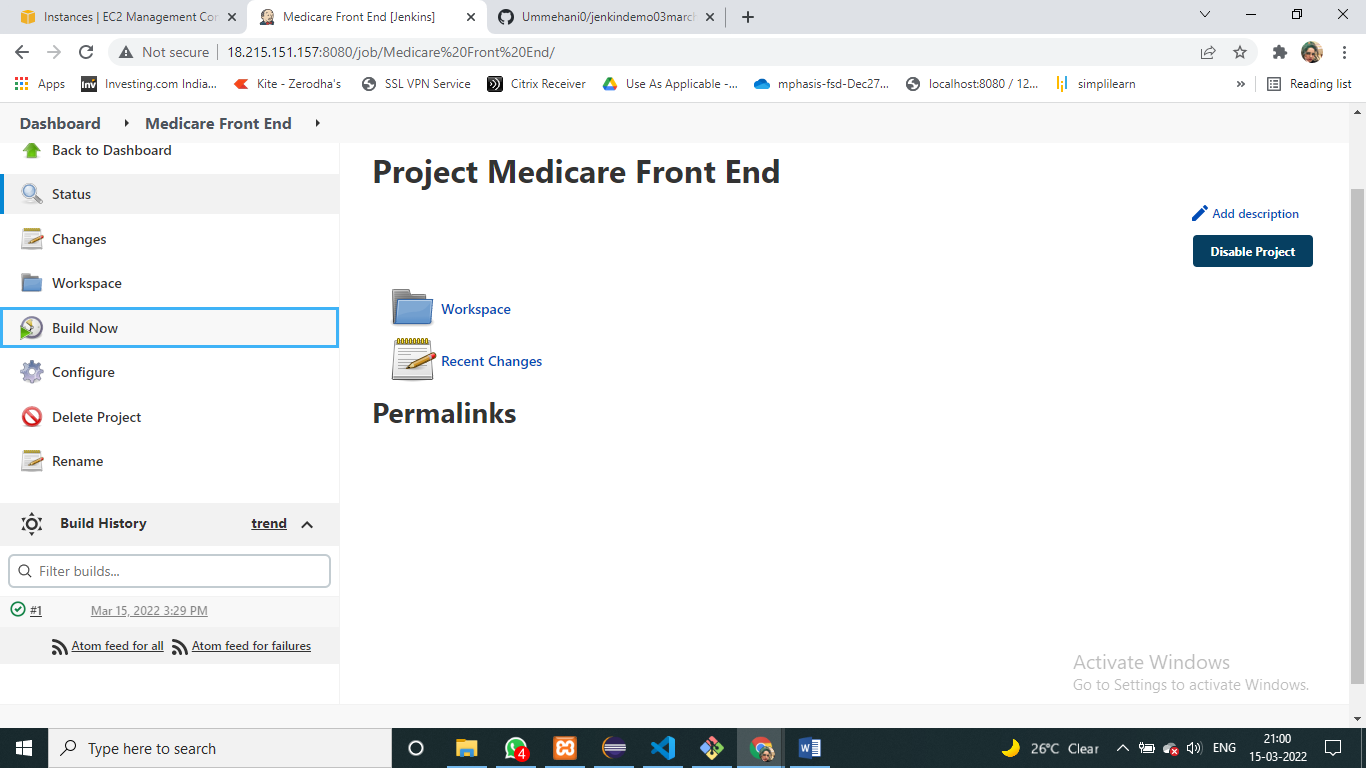 Instances | EC2 Management Con
Medicare Front End [Jenkins]
Ummehani0/jenkindemo03march
Not secure
18.215.151.157:8080/job/Medicare%20Front%20End/
Apps
inv
Investing.com India...
Kite - Zerodha's
SSL VPN Service
Citrix Receiver
Use As Applicable -...
mphasis-fsd-Dec27...
localhost:8080 / 12...
simplilearn
»
Reading list
Dashboard
Medicare Front End
Back to Dashboard
Status
Changes
Workspace
Build Now
Configure
Delete Project
Rename
Build History
trend
Filter builds...
#1
Mar 15, 2022 3:29 PM
Atom feed for all
Atom feed for failures
Project Medicare Front End
Add description
Disable Project
Workspace
Recent Changes
Permalinks
Activate Windows
Go to Settings to activate Windows.
Type here to search
4
26°C Clear
ENG
21:00
15-03-2022